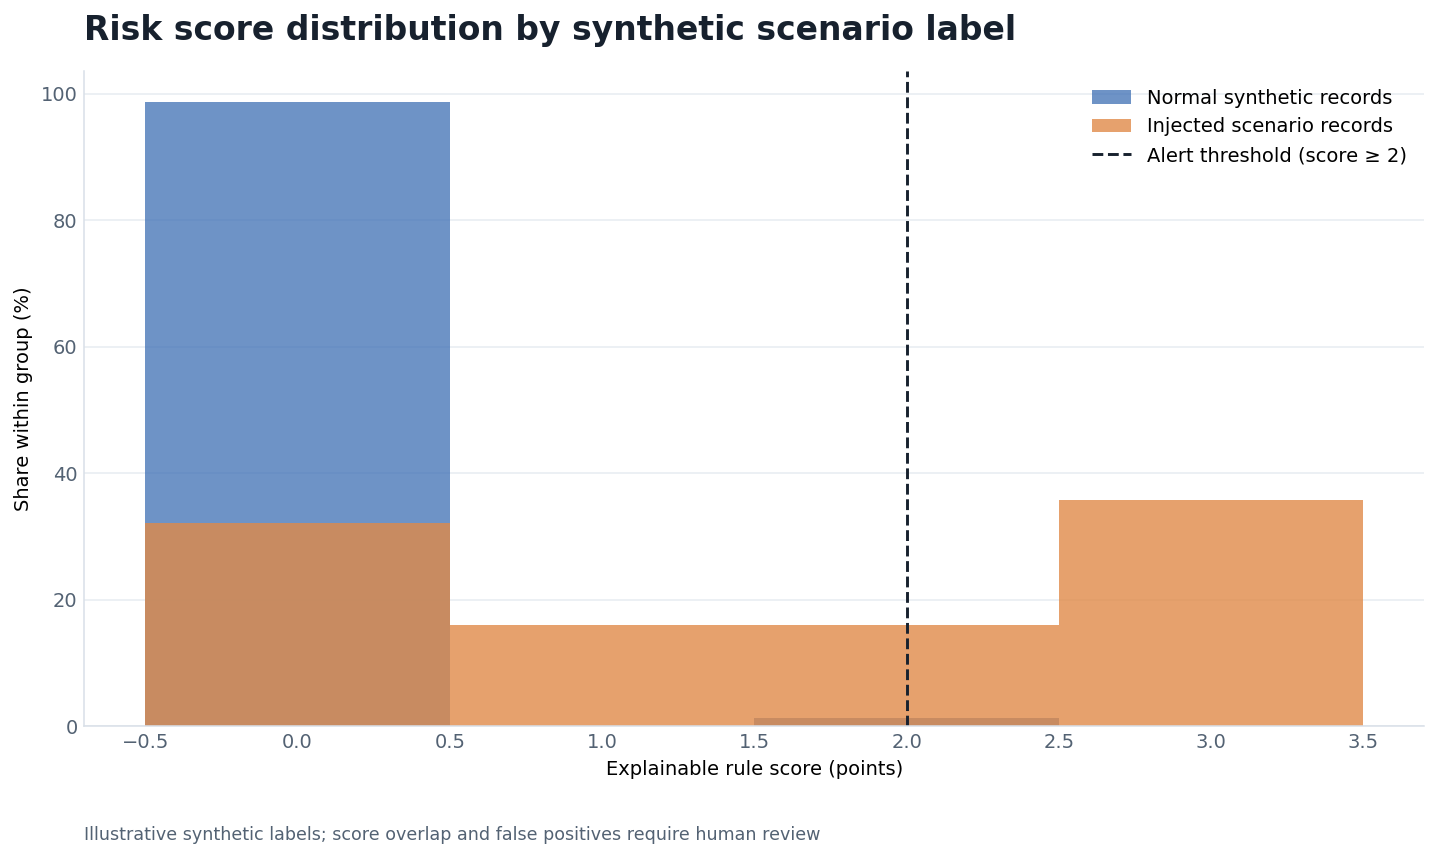 Risk score distribution by synthetic scenario label
Normal synthetic records
Injected scenario records
Alert threshold (score ≥ 2)
Share within group (%)
100
80
60
40
20
0
−0.5 0.0 0.5 1.0 1.5 2.0 2.5 3.0 3.5
Explainable rule score (points)
Illustrative synthetic labels; score overlap and false positives require human review